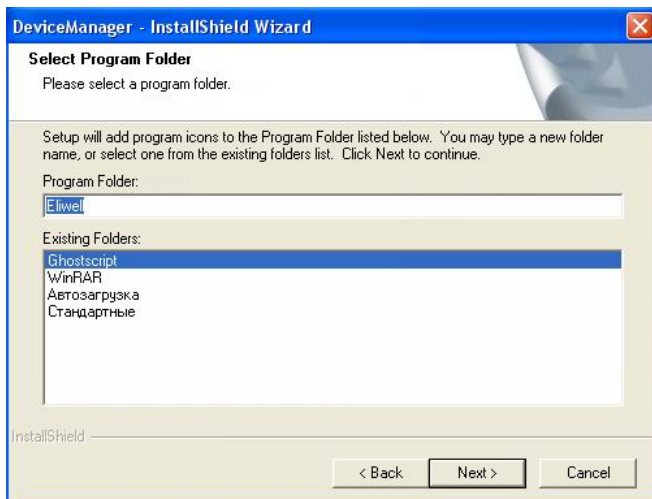 DeviceManager - InstallShield Wizard
Select Program Folder
Please select a program folder.
Setup will add program icons to the Program Folder listed below. You may type a new folder
name, or select one from the existing folders list. Click Next to continue.
Program Folder:
Eliwell
Existing Folders:
Ghostscript
WinRAR
Автозагрузка
Стандартные
InstallShield
< Back
Next >
Cancel